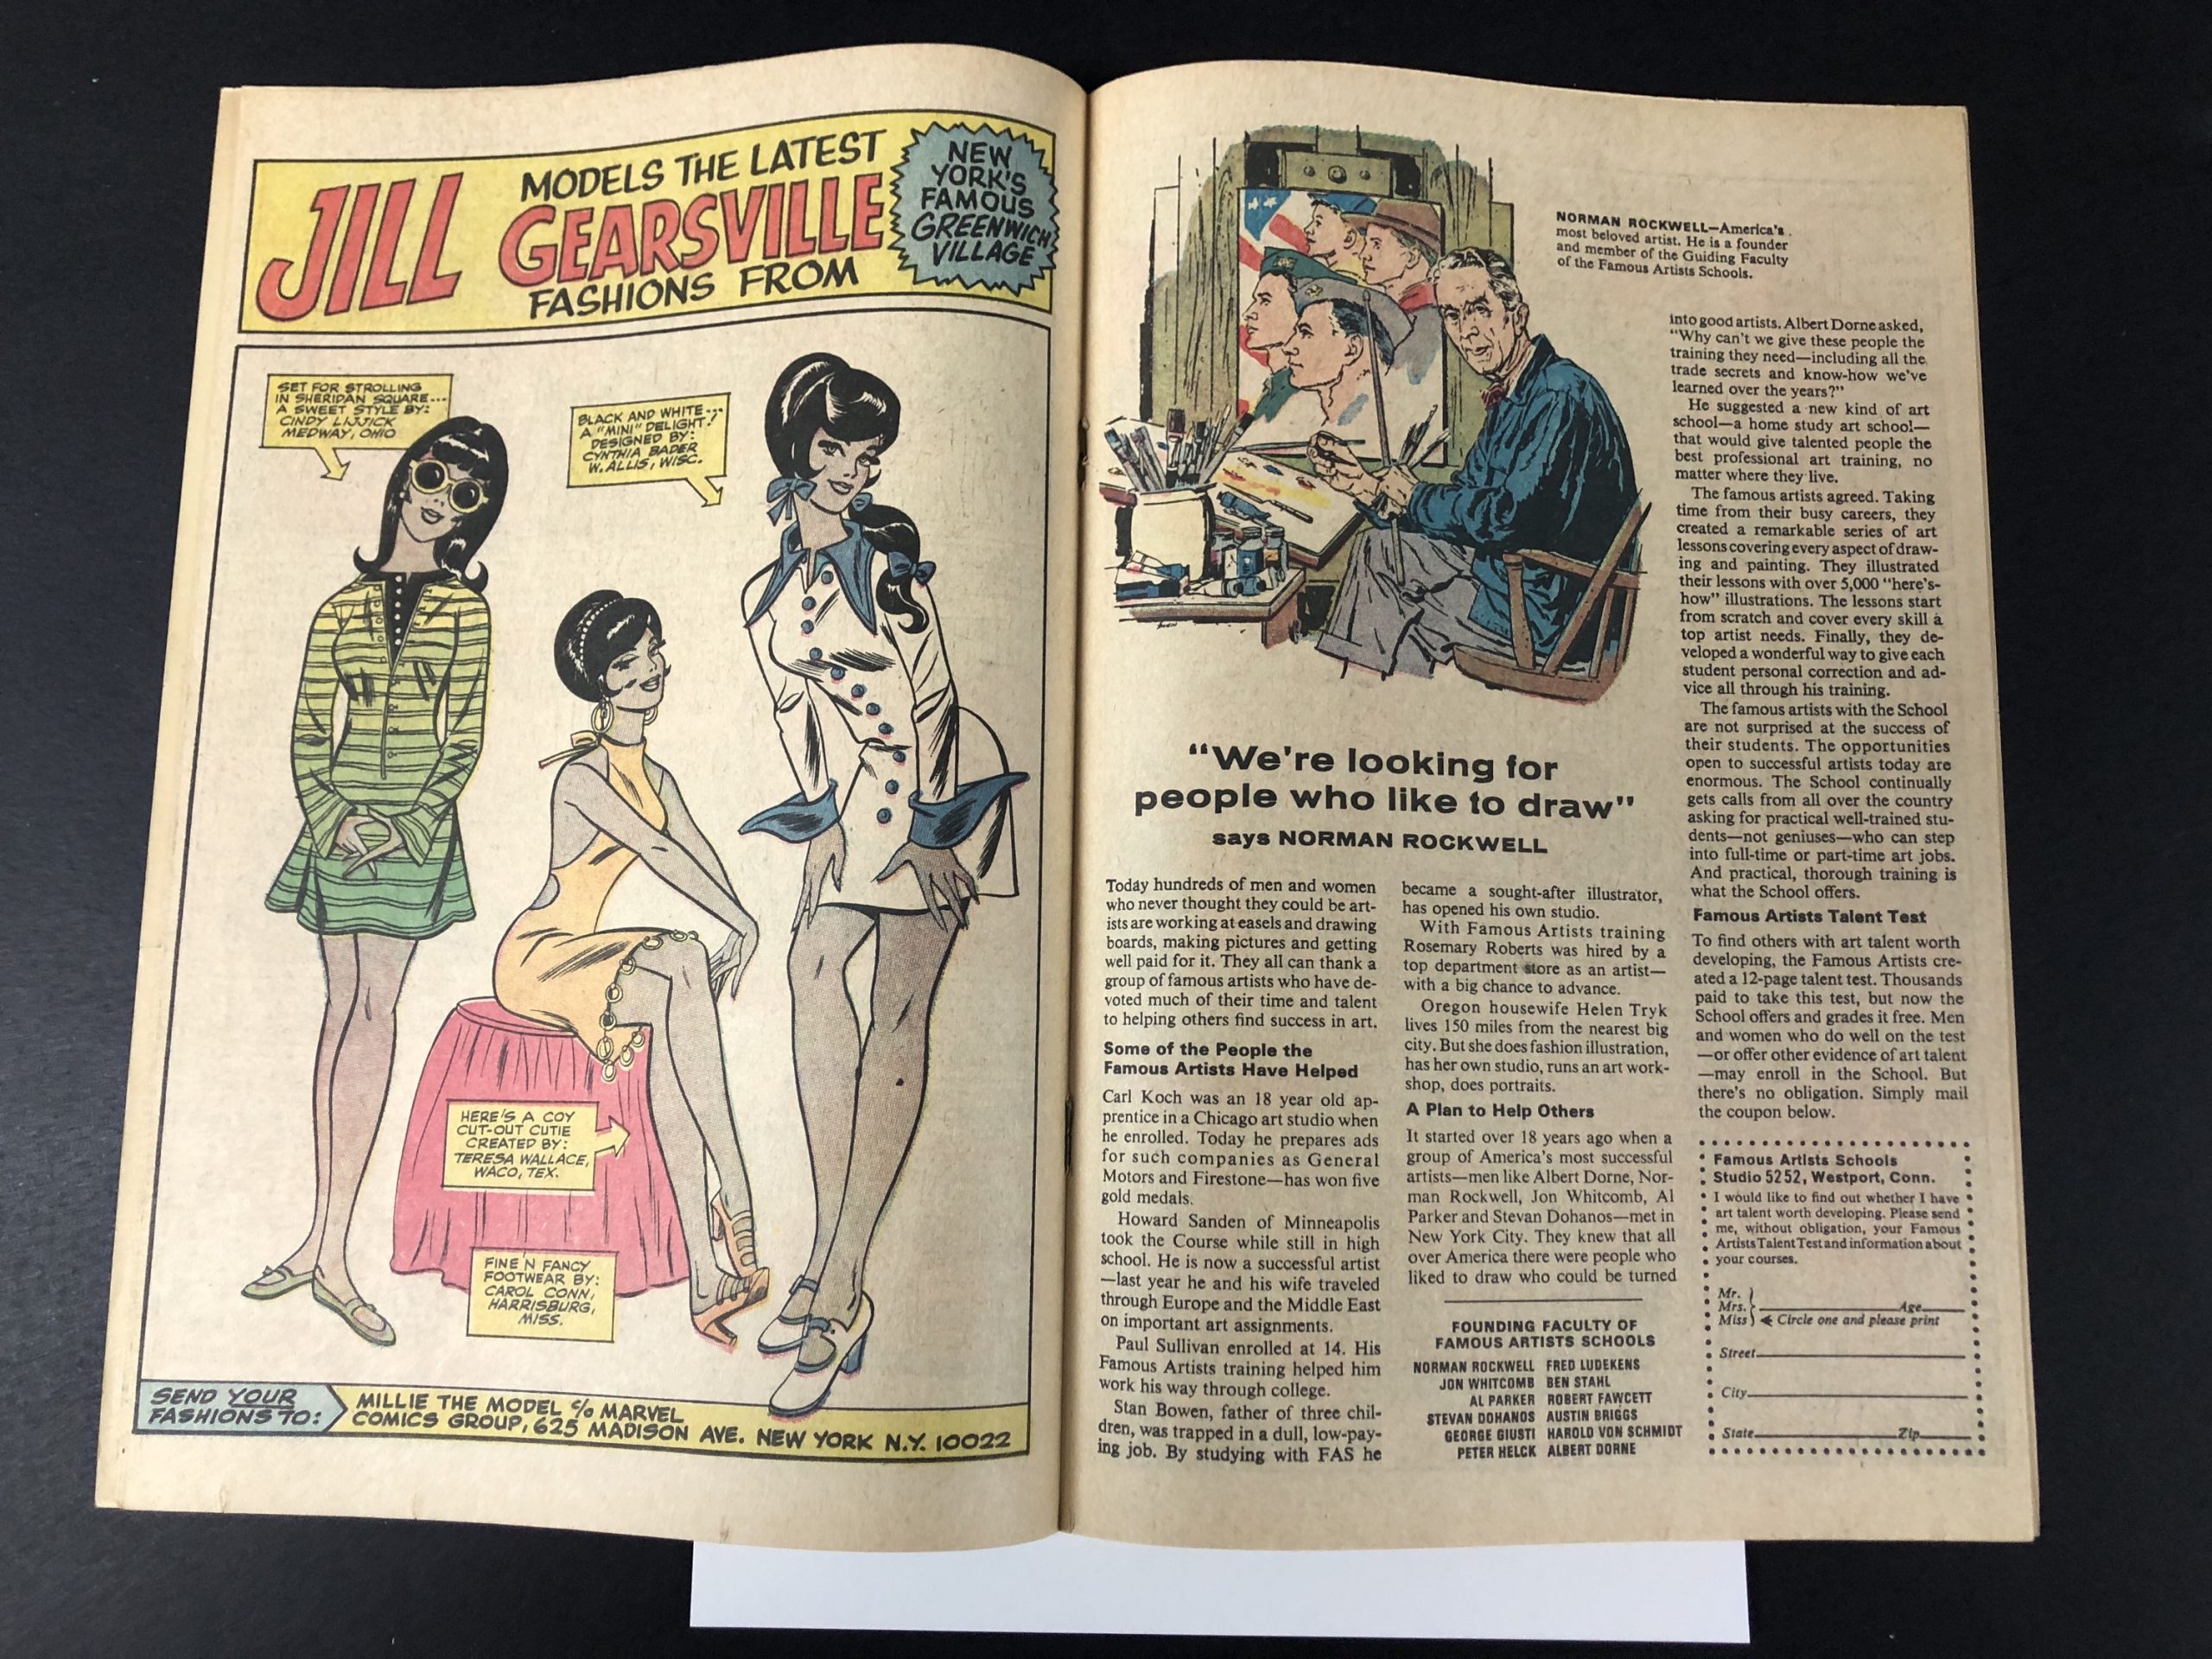 JILL
MODELS THE LATEST
GEARSVILLE
FASHIONS FROM
NEW
YORK'S
FAMOUS
GREENWICH
VILLAGE
SET FOR STROLLING
IN SHERIDAN SQUARE---
A SWEET STYLE BY:
CINDY LIJJICK
MEDWAY, OHIO
BLACK AND WHITE--
A "MINI" DELIGHT!
DESIGNED BY:
CYNTHIA BADER
W. ALLIS, WISC.
HERE'S A COY
CUT-OUT CUTIE
CREATED BY:
TERESA WALLACE,
WACO, TEX.
FINE 'N FANCY
FOOTWEAR BY:
CAROL CONN,
HARRISBURG,
MISS.
SEND YOUR
FASHIONS TO:
MILLIE THE MODEL c/o MARVEL
COMICS GROUP, 625 MADISON AVE. NEW YORK N.Y. 10022
NORMAN ROCKWELL—America's
most beloved artist. He is a founder
and member of the Guiding Faculty
of the Famous Artists Schools.
"We're looking for
people who like to draw"
says NORMAN ROCKWELL
Today hundreds of men and women
who never thought they could be art-
ists are working at easels and drawing
boards, making pictures and getting
well paid for it. They all can thank a
group of famous artists who have de-
voted much of their time and talent
to helping others find success in art.
Some of the People the
Famous Artists Have Helped
Carl Koch was an 18 year old ap-
prentice in a Chicago art studio when
he enrolled. Today he prepares ads
for such companies as General
Motors and Firestone—has won five
gold medals.
Howard Sanden of Minneapolis
took the Course while still in high
school. He is now a successful artist
—last year he and his wife traveled
through Europe and the Middle East
on important art assignments.
Paul Sullivan enrolled at 14. His
Famous Artists training helped him
work his way through college.
Stan Bowen, father of three chil-
dren, was trapped in a dull, low-pay-
ing job. By studying with FAS he
became a sought-after illustrator,
has opened his own studio.
With Famous Artists training
Rosemary Roberts was hired by a
top department store as an artist—
with a big chance to advance.
Oregon housewife Helen Tryk
lives 150 miles from the nearest big
city. But she does fashion illustration,
has her own studio, runs an art work-
shop, does portraits.
A Plan to Help Others
It started over 18 years ago when a
group of America's most successful
artists—men like Albert Dorne, Nor-
man Rockwell, Jon Whitcomb, Al
Parker and Stevan Dohanos—met in
New York City. They knew that all
over America there were people who
liked to draw who could be turned
FOUNDING FACULTY OF
FAMOUS ARTISTS SCHOOLS
NORMAN ROCKWELL FRED LUDEKENS
JON WHITCOMB BEN STAHL
AL PARKER ROBERT FAWCETT
STEVAN DOHANOS AUSTIN BRIGGS
GEORGE GIUSTI HAROLD VON SCHMIDT
PETER HELCK ALBERT DORNE
into good artists. Albert Dorne asked,
"Why can't we give these people the
training they need—including all the
trade secrets and know-how we've
learned over the years?"
He suggested a new kind of art
school—a home study art school—
that would give talented people the
best professional art training, no
matter where they live.
The famous artists agreed. Taking
time from their busy careers, they
created a remarkable series of art
lessons covering every aspect of draw-
ing and painting. They illustrated
their lessons with over 5,000 "here's-
how" illustrations. The lessons start
from scratch and cover every skill a
top artist needs. Finally, they de-
veloped a wonderful way to give each
student personal correction and ad-
vice all through his training.
The famous artists with the School
are not surprised at the success of
their students. The opportunities
open to successful artists today are
enormous. The School continually
gets calls from all over the country
asking for practical well-trained stu-
dents—not geniuses—who can step
into full-time or part-time art jobs.
And practical, thorough training is
what the School offers.
Famous Artists Talent Test
To find others with art talent worth
developing, the Famous Artists cre-
ated a 12-page talent test. Thousands
paid to take this test, but now the
School offers and grades it free. Men
and women who do well on the test
—or offer other evidence of art talent
—may enroll in the School. But
there's no obligation. Simply mail
the coupon below.
Famous Artists Schools
Studio 5252, Westport, Conn.
I would like to find out whether I have
art talent worth developing. Please send
me, without obligation, your Famous
Artists Talent Test and information about
your courses.
Mr.
Mrs. Age
Miss Circle one and please print
Street
City
State Zip